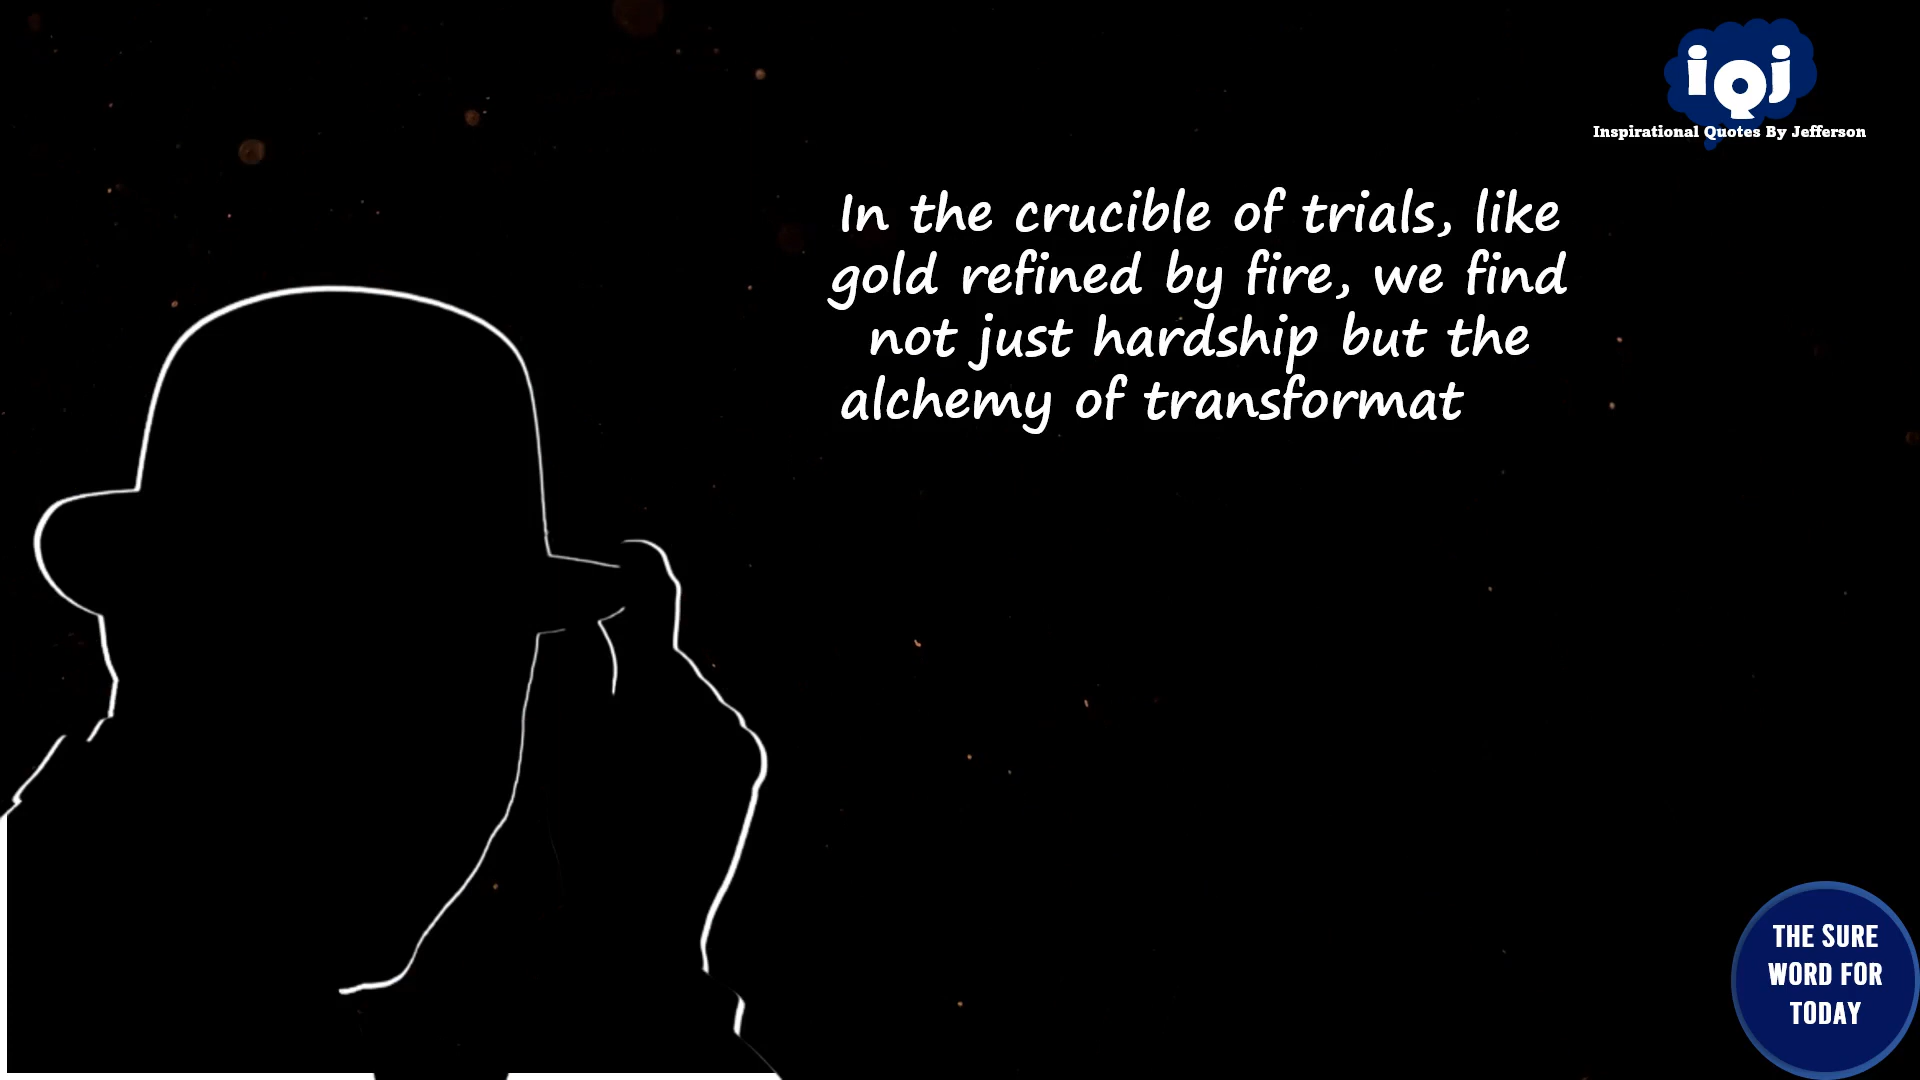 iQj
Inspirational Quotes By Jefferson
In the crucible of trials, like
gold refined by fire, we find
not just hardship but the
alchemy of transformat
THE SURE
WORD FOR
TODAY